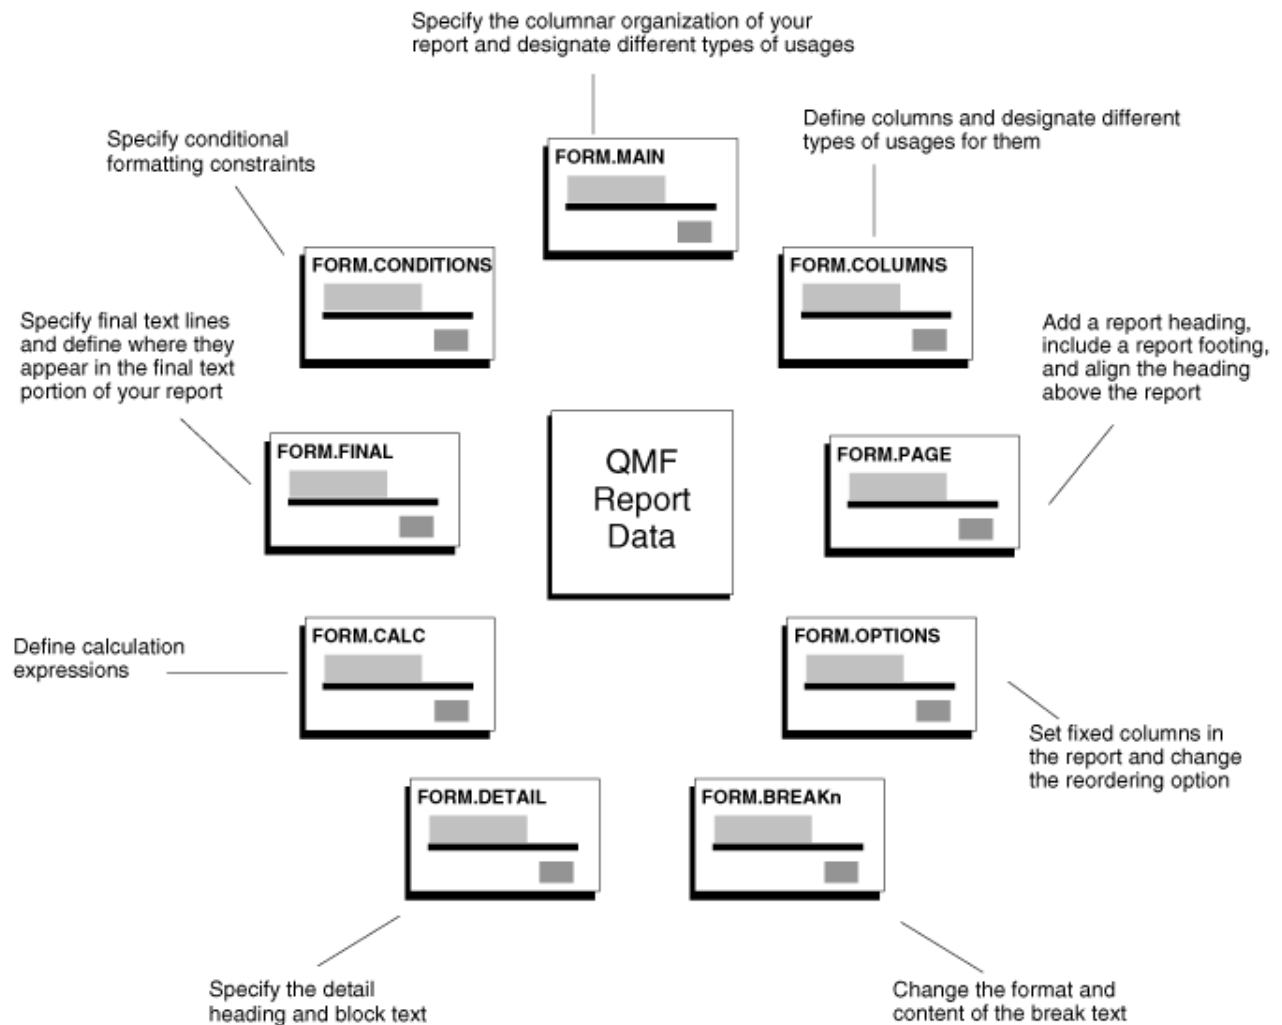 Specify the columnar organization of your
report and designate different types of usages
Define columns and designate different
types of usages for them
Specify conditional
formatting constraints
FORM.MAIN
FORM.CONDITIONS
FORM.COLUMNS
Specify final text lines
and define where they
appear in the final text
portion of your report
Add a report heading,
include a report footing,
and align the heading
above the report
FORM.FINAL
QMF
Report
Data
FORM.PAGE
Define calculation
expressions
FORM.CALC
FORM.OPTIONS
Set fixed columns in
the report and change
the reordering option
FORM.DETAIL
FORM.BREAKn
Specify the detail
heading and block text
Change the format and
content of the break text